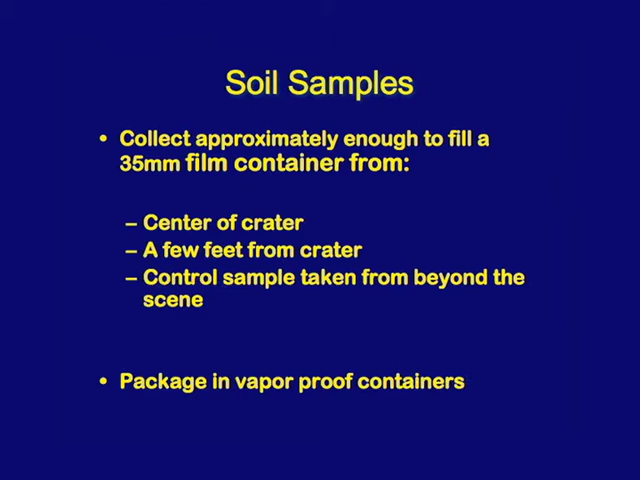 Soil Samples
• Collect approximately enough to fill a
35mm film container from:
– Center of crater
– A few feet from crater
– Control sample taken from beyond the
scene
• Package in vapor proof containers